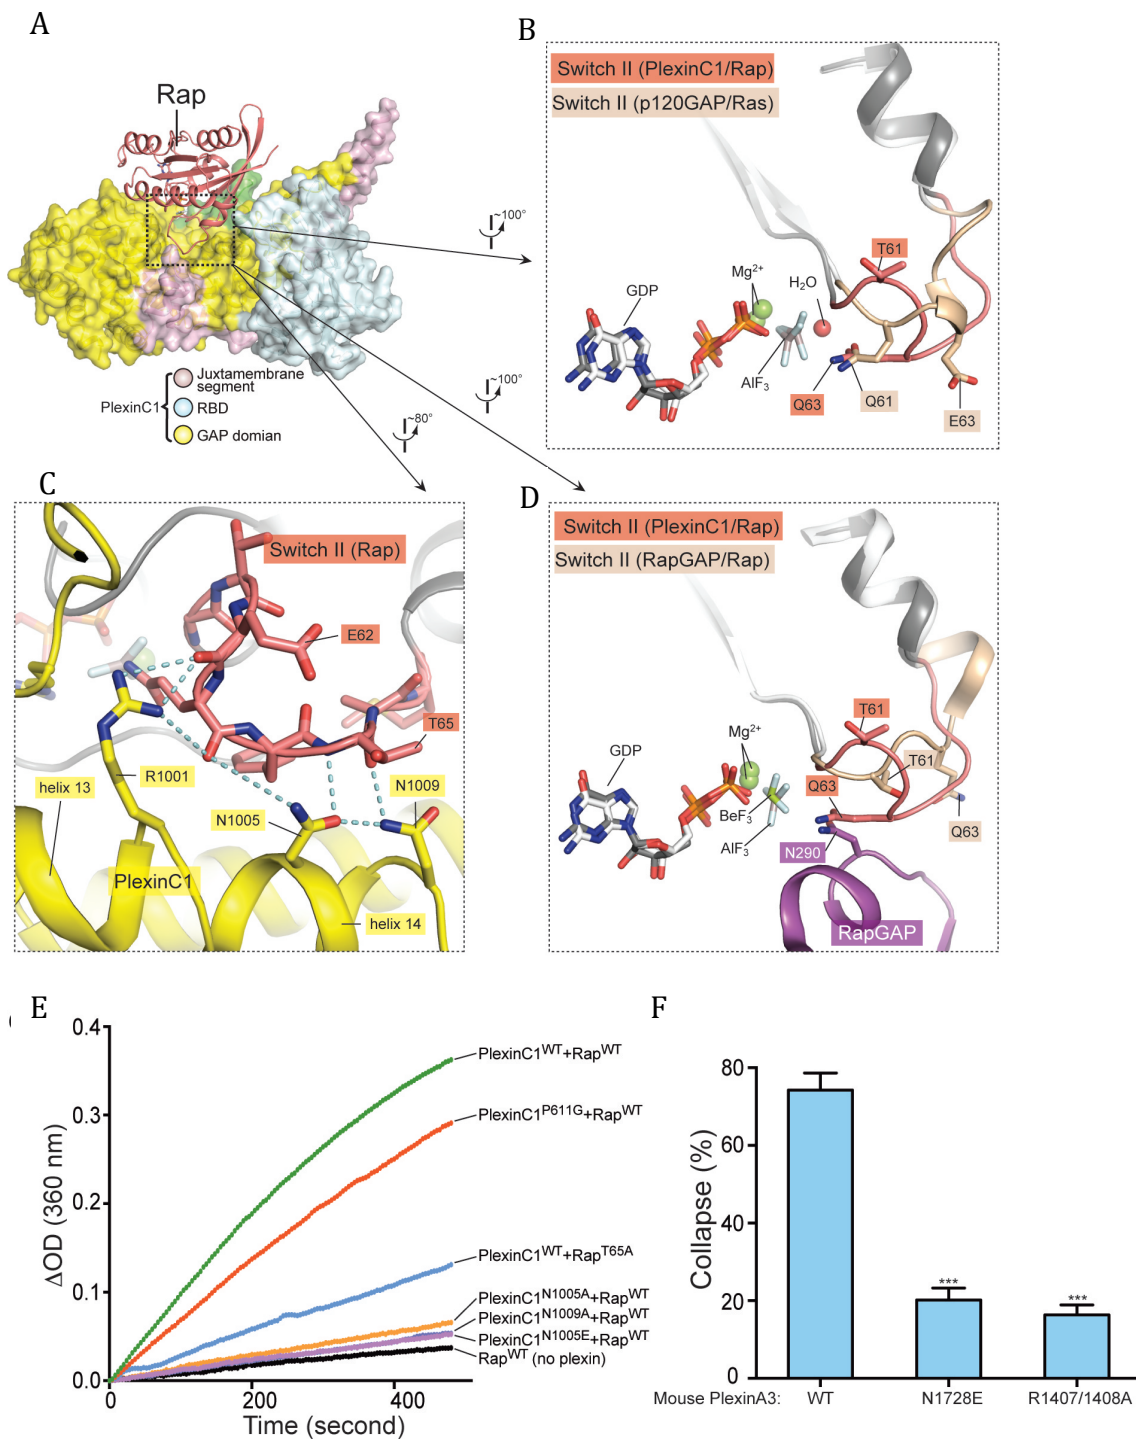 A
Rap
~100°
~100°
~80°
PlexinC1
Juxtamembrane
segment
RBD
GAP domian
B
Switch II (PlexinC1/Rap)
Switch II (p120GAP/Ras)
T61
Mg2+
H2O
GDP
AlF3
Q63
Q61
E63
C
Switch II (Rap)
E62
T65
R1001
helix 13
N1009
N1005
PlexinC1
helix 14
D
Switch II (PlexinC1/Rap)
Switch II (RapGAP/Rap)
T61
Mg2+
T61
GDP
Q63
BeF3
Q63
AlF3
N290
RapGAP
E
0.4
0.3
0.2
0.1
0.0
ΔOD (360 nm)
PlexinC1WT+RapWT
PlexinC1P611G+RapWT
PlexinC1WT+RapT65A
PlexinC1N1005A+RapWT
PlexinC1N1009A+RapWT
PlexinC1N1005E+RapWT
RapWT (no plexin)
0
200
400
Time (second)
F
80
60
40
20
0
Collapse (%)
***
***
Mouse PlexinA3:
WT
N1728E
R1407/1408A